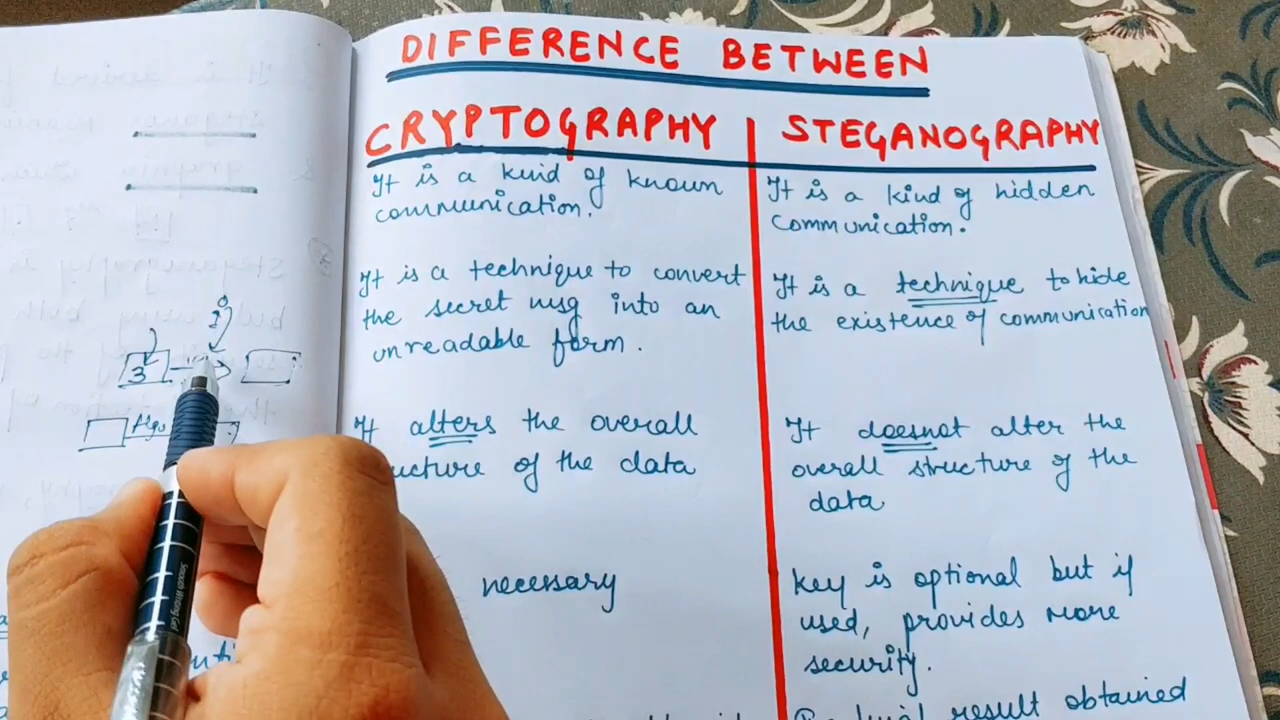 DIFFERENCE BETWEEN
CRYPTOGRAPHY | STEGANOGRAPHY
It is a kind of known
communication.
It is a technique to convert
the secret msg into an
unreadable form.
It alters the overall
ucture of the data
necessary
It is a kind of hidden
communication.
It is a technique to hide
the existence of communication
It doesnot alter the
overall structure of the
data
Key is optional but if
used, provides more
security.
result obtained
3